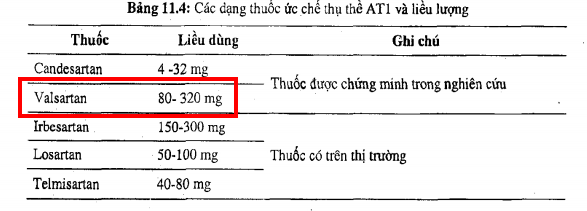 Bảng 11.4: Các dạng thuốc ức chế thụ thể AT1 và liều lượng
Thuốc Liều dùng Ghi chú
Candesartan 4 -32 mg
Thuốc được chứng minh trong nghiên cứu
Valsartan 80- 320 mg
Irbesartan 150-300 mg
Losartan 50-100 mg Thuốc có trên thị trường
Telmisartan 40-80 mg